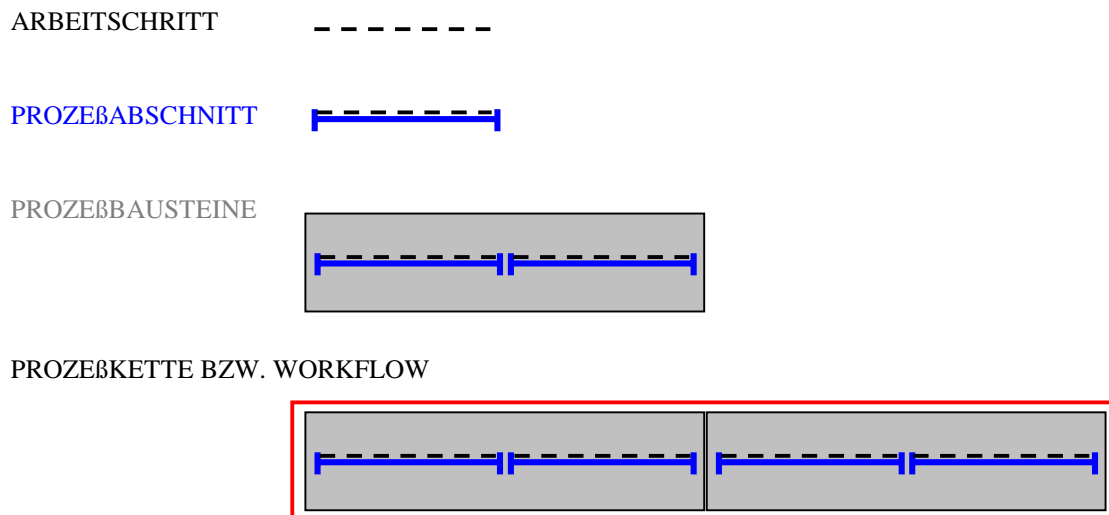 ARBEITSCHRITT
PROZEßABSCHNITT
PROZEßBAUSTEINE
PROZEßKETTE BZW. WORKFLOW